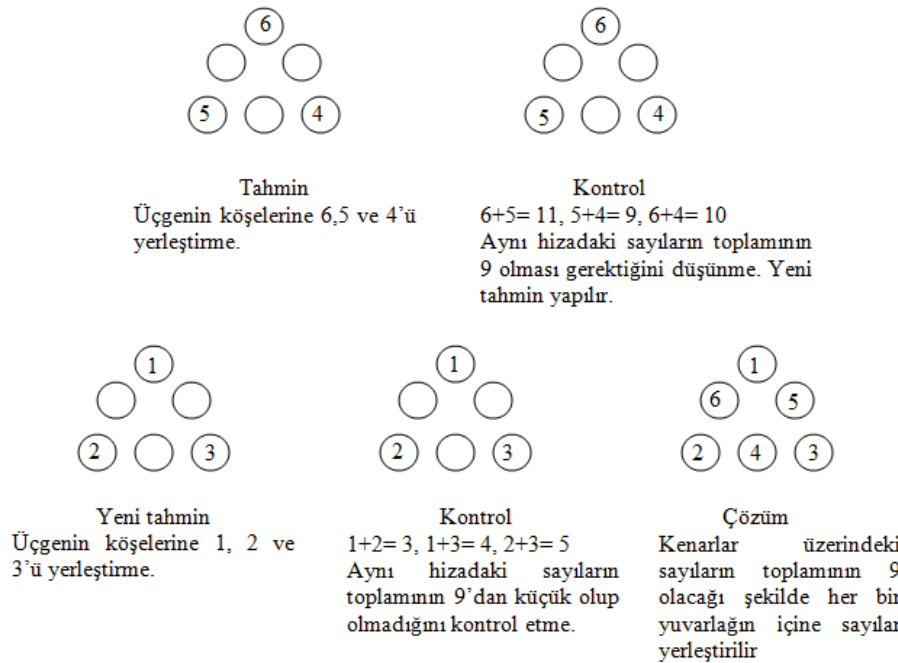 6
5 4
Tahmin
Üçgenin köşelerine 6,5 ve 4’ü
yerleştirme.
6
5 4
Kontrol
6+5= 11, 5+4= 9, 6+4= 10
Aynı hizadaki sayıların toplamının
9 olması gerektiğini düşünme. Yeni
tahmin yapılır.
1
2 3
Yeni tahmin
Üçgenin köşelerine 1, 2 ve
3’ü yerleştirme.
1
2 3
Kontrol
1+2= 3, 1+3= 4, 2+3= 5
Aynı hizadaki sayıların
toplamının 9’dan küçük olup
olmadığını kontrol etme.
1
6 5
2 4 3
Çözüm
Kenarlar üzerindeki
sayıların toplamının 9
olacağı şekilde her bir
yuvarlağın içine sayılar
yerleştirilir